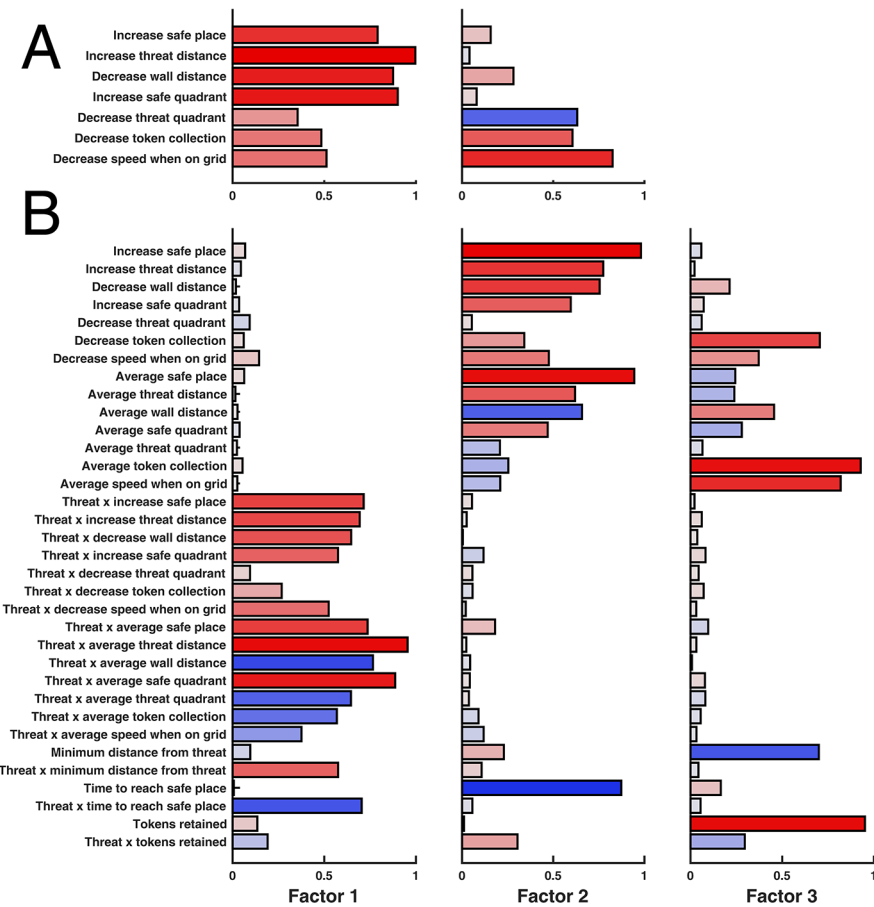 A
Increase safe place
Increase threat distance
Decrease wall distance
Increase safe quadrant
Decrease threat quadrant
Decrease token collection
Decrease speed when on grid
0 0.5 1 0 0.5 1
B
Increase safe place
Increase threat distance
Decrease wall distance
Increase safe quadrant
Decrease threat quadrant
Decrease token collection
Decrease speed when on grid
Average safe place
Average threat distance
Average wall distance
Average safe quadrant
Average threat quadrant
Average token collection
Average speed when on grid
Threat x increase safe place
Threat x increase threat distance
Threat x decrease wall distance
Threat x increase safe quadrant
Threat x decrease threat quadrant
Threat x decrease token collection
Threat x decrease speed when on grid
Threat x average safe place
Threat x average threat distance
Threat x average wall distance
Threat x average safe quadrant
Threat x average threat quadrant
Threat x average token collection
Threat x average speed when on grid
Minimum distance from threat
Threat x minimum distance from threat
Time to reach safe place
Threat x time to reach safe place
Tokens retained
Threat x tokens retained
0 0.5 1 0 0.5 1 0 0.5 1
Factor 1 Factor 2 Factor 3